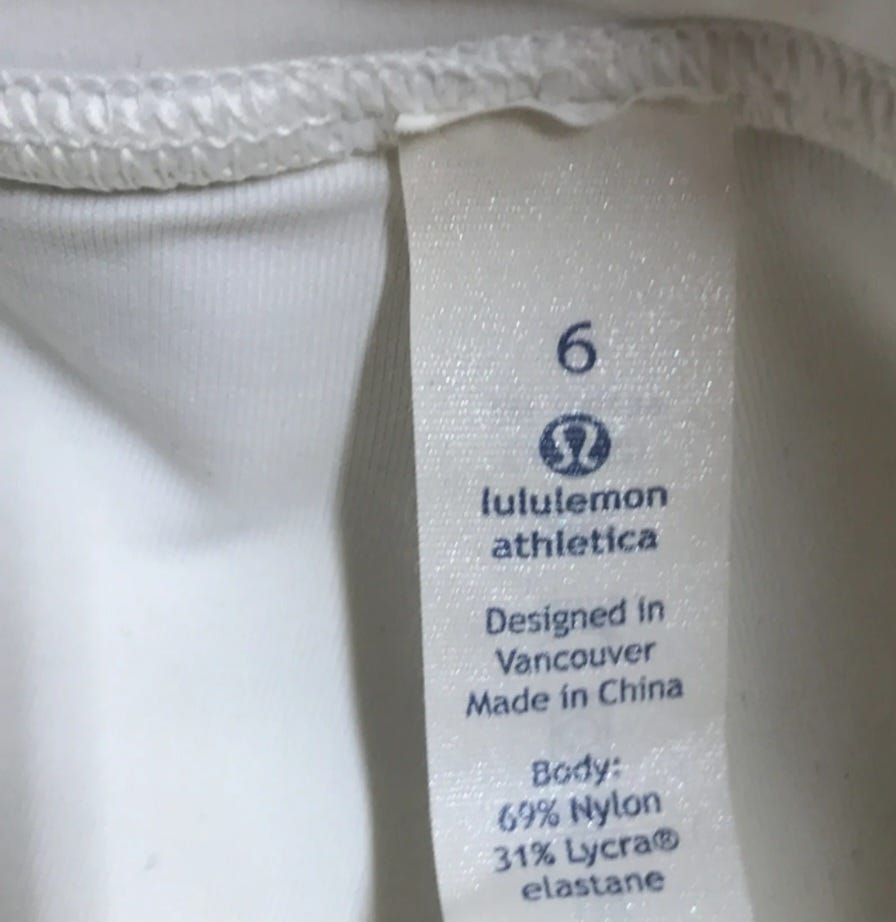 6
lululemon
athletica
Designed in
Vancouver
Made in China
Body:
69% Nylon
31% Lycra®
elastane